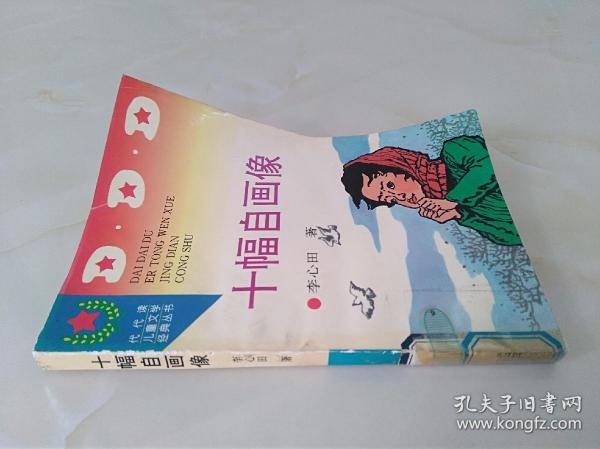 DAI DAI DU
ER TONG WEN XUE
JING DIAN
CONG SHU
代代读
儿童文学
经典丛书
十幅自画像
李心田 著
十幅自画像
李心田 著
孔夫子旧书网
www.kongfz.com